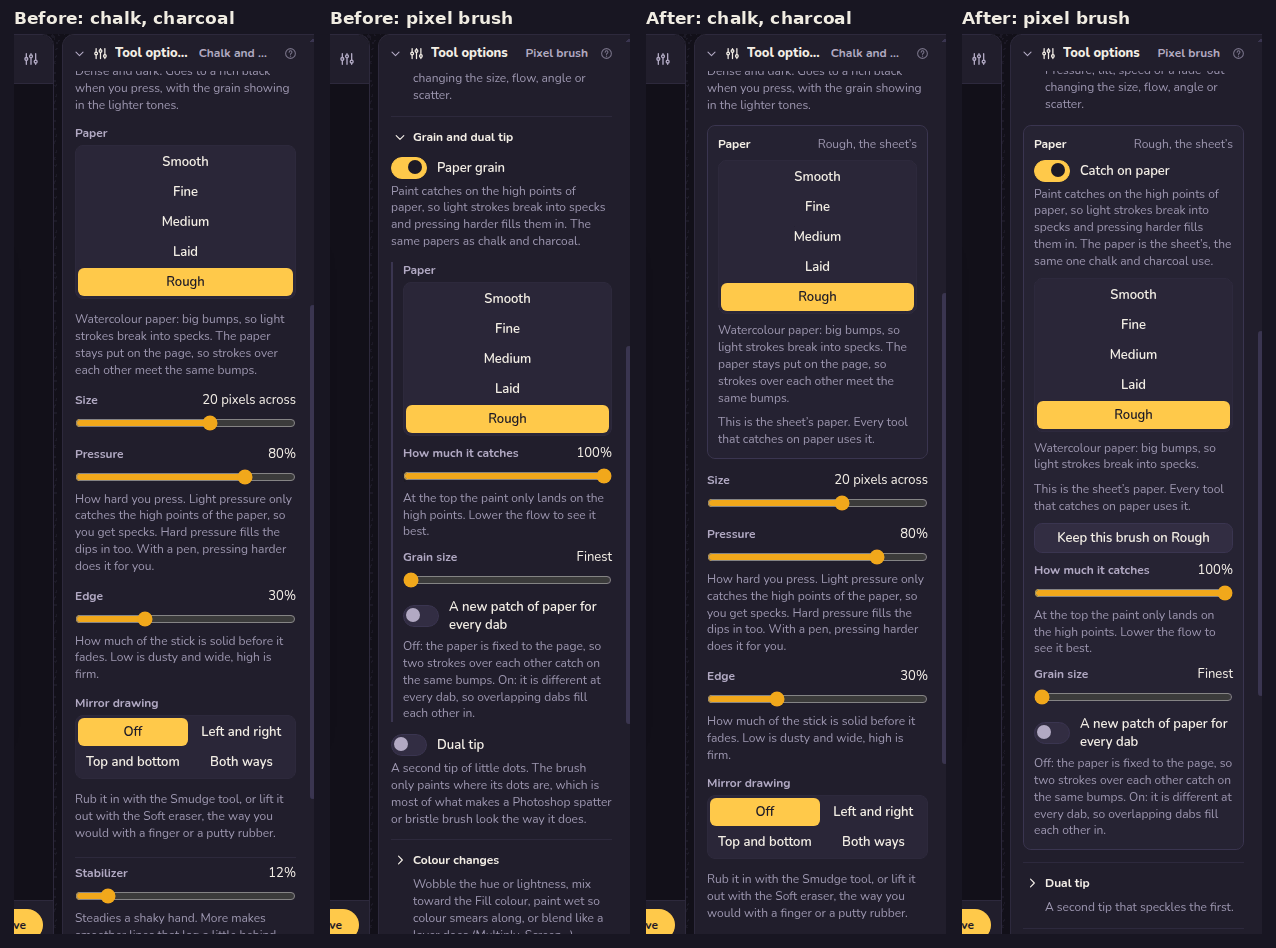 Before: chalk, charcoal
Tool optio... Chalk and ...
Dense and dark. Goes to a rich black
when you press, with the grain showing
in the lighter tones.
Paper
Smooth
Fine
Medium
Laid
Rough
Watercolour paper: big bumps, so light
strokes break into specks. The paper
stays put on the page, so strokes over
each other meet the same bumps.
Size 20 pixels across
Pressure 80%
How hard you press. Light pressure only
catches the high points of the paper, so
you get specks. Hard pressure fills the
dips in too. With a pen, pressing harder
does it for you.
Edge 30%
How much of the stick is solid before it
fades. Low is dusty and wide, high is
firm.
Mirror drawing
Off Left and right
Top and bottom Both ways
Rub it in with the Smudge tool, or lift it
out with the Soft eraser, the way you
would with a finger or a putty rubber.
Stabilizer 12%
Steadies a shaky hand. More makes
smoother lines that lag a little behind
ve
Before: pixel brush
Tool options Pixel brush
changing the size, flow, angle or
scatter.
Grain and dual tip
Paper grain
Paint catches on the high points of
paper, so light strokes break into specks
and pressing harder fills them in. The
same papers as chalk and charcoal.
Paper
Smooth
Fine
Medium
Laid
Rough
How much it catches 100%
At the top the paint only lands on the
high points. Lower the flow to see it
best.
Grain size Finest
A new patch of paper for
every dab
Off: the paper is fixed to the page, so
two strokes over each other catch on
the same bumps. On: it is different at
every dab, so overlapping dabs fill
each other in.
Dual tip
A second tip of little dots. The brush
only paints where its dots are, which is
most of what makes a Photoshop spatter
or bristle brush look the way it does.
Colour changes
Wobble the hue or lightness, mix
toward the Fill colour, paint wet so
colour smears along, or blend like a
layer does (Multiply, Screen...)
ve
After: chalk, charcoal
Tool optio... Chalk and ...
Dense and dark. Goes to a rich black
when you press, with the grain showing
in the lighter tones.
Paper Rough, the sheet's
Smooth
Fine
Medium
Laid
Rough
Watercolour paper: big bumps, so
light strokes break into specks. The
paper stays put on the page, so
strokes over each other meet the
same bumps.
This is the sheet's paper. Every tool
that catches on paper uses it.
Size 20 pixels across
Pressure 80%
How hard you press. Light pressure only
catches the high points of the paper, so
you get specks. Hard pressure fills the
dips in too. With a pen, pressing harder
does it for you.
Edge 30%
How much of the stick is solid before it
fades. Low is dusty and wide, high is
firm.
Mirror drawing
Off Left and right
Top and bottom Both ways
Rub it in with the Smudge tool, or lift it
out with the Soft eraser, the way you
would with a finger or a putty rubber.
ve
After: pixel brush
Tool options Pixel brush
Pressure, tilt, speed or a fade-out
changing the size, flow, angle or
scatter.
Paper Rough, the sheet's
Catch on paper
Paint catches on the high points of
paper, so light strokes break into
specks and pressing harder fills
them in. The paper is the sheet's, the
same one chalk and charcoal use.
Smooth
Fine
Medium
Laid
Rough
Watercolour paper: big bumps, so
light strokes break into specks.
This is the sheet's paper. Every tool
that catches on paper uses it.
Keep this brush on Rough
How much it catches 100%
At the top the paint only lands on
the high points. Lower the flow to
see it best.
Grain size Finest
A new patch of paper for
every dab
Off: the paper is fixed to the page, so
two strokes over each other catch on
the same bumps. On: it is different at
every dab, so overlapping dabs fill
each other in.
Dual tip
A second tip that speckles the first.
ve